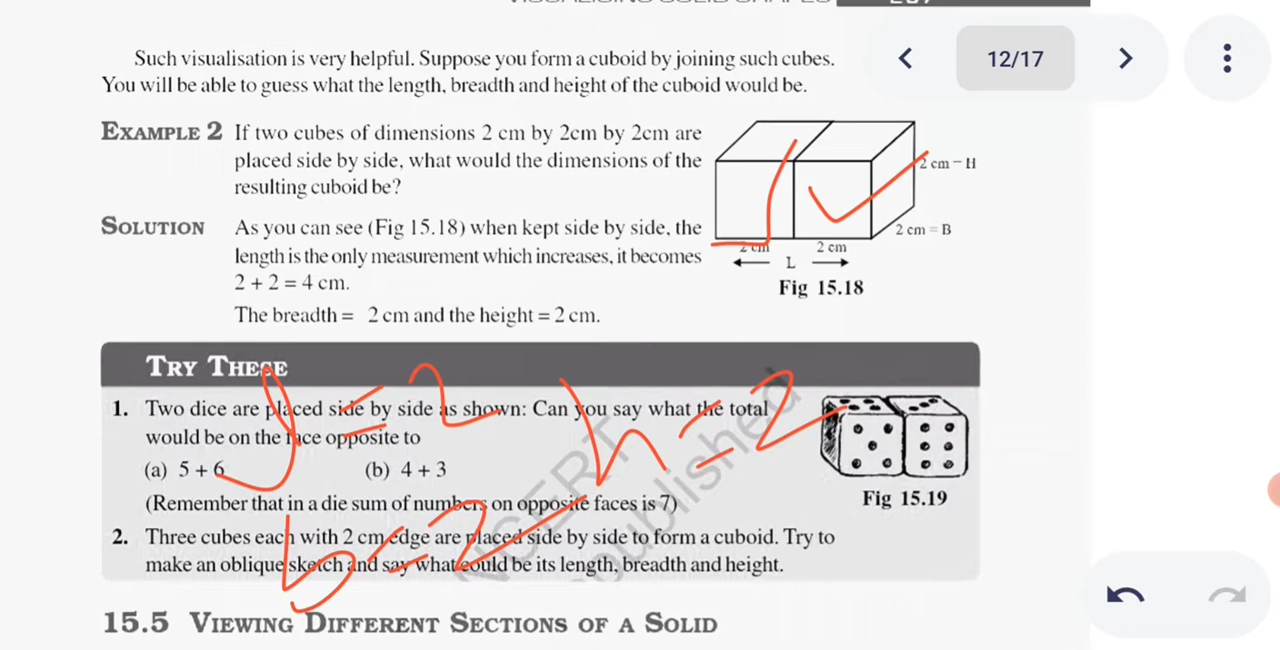 12/17
Such visualisation is very helpful. Suppose you form a cuboid by joining such cubes.
You will be able to guess what the length, breadth and height of the cuboid would be.
EXAMPLE 2 If two cubes of dimensions 2 cm by 2cm by 2cm are
placed side by side, what would the dimensions of the
resulting cuboid be?
SOLUTION As you can see (Fig 15.18) when kept side by side, the
length is the only measurement which increases, it becomes
2 + 2 = 4 cm.
The breadth = 2 cm and the height = 2 cm.
2 cm – H
2 cm = B
2 cm 2 cm
L
Fig 15.18
TRY THESE
1. Two dice are placed side by side as shown: Can you say what the total
would be on the face opposite to
(a) 5 + 6 (b) 4 + 3
(Remember that in a die sum of numbers on opposite faces is 7)
Fig 15.19
2. Three cubes each with 2 cm edge are placed side by side to form a cuboid. Try to
make an oblique sketch and say what could be its length, breadth and height.
= 2
h = 2
b = 2
15.5 VIEWING DIFFERENT SECTIONS OF A SOLID